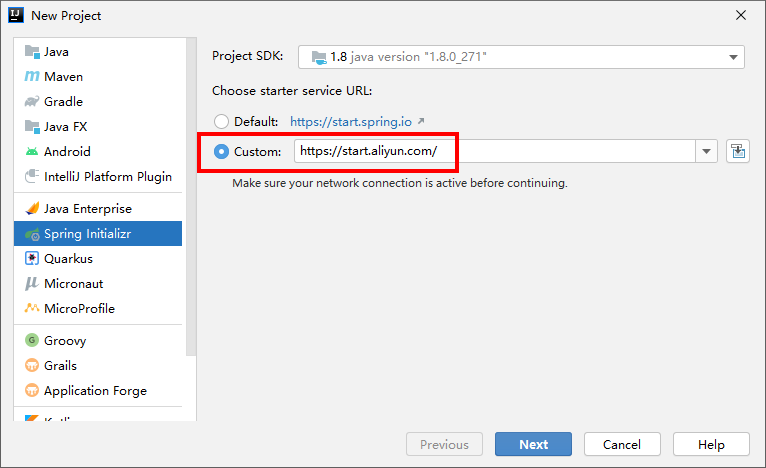 New Project
Java
Maven
Gradle
Java FX
Android
IntelliJ Platform Plugin
Java Enterprise
Spring Initializr
Quarkus
Micronaut
MicroProfile
Groovy
Grails
Application Forge
Project SDK: 1.8 java version "1.8.0_271"
Choose starter service URL:
Default: https://start.spring.io
Custom: https://start.aliyun.com/
Make sure your network connection is active before continuing.
Previous Next Cancel Help